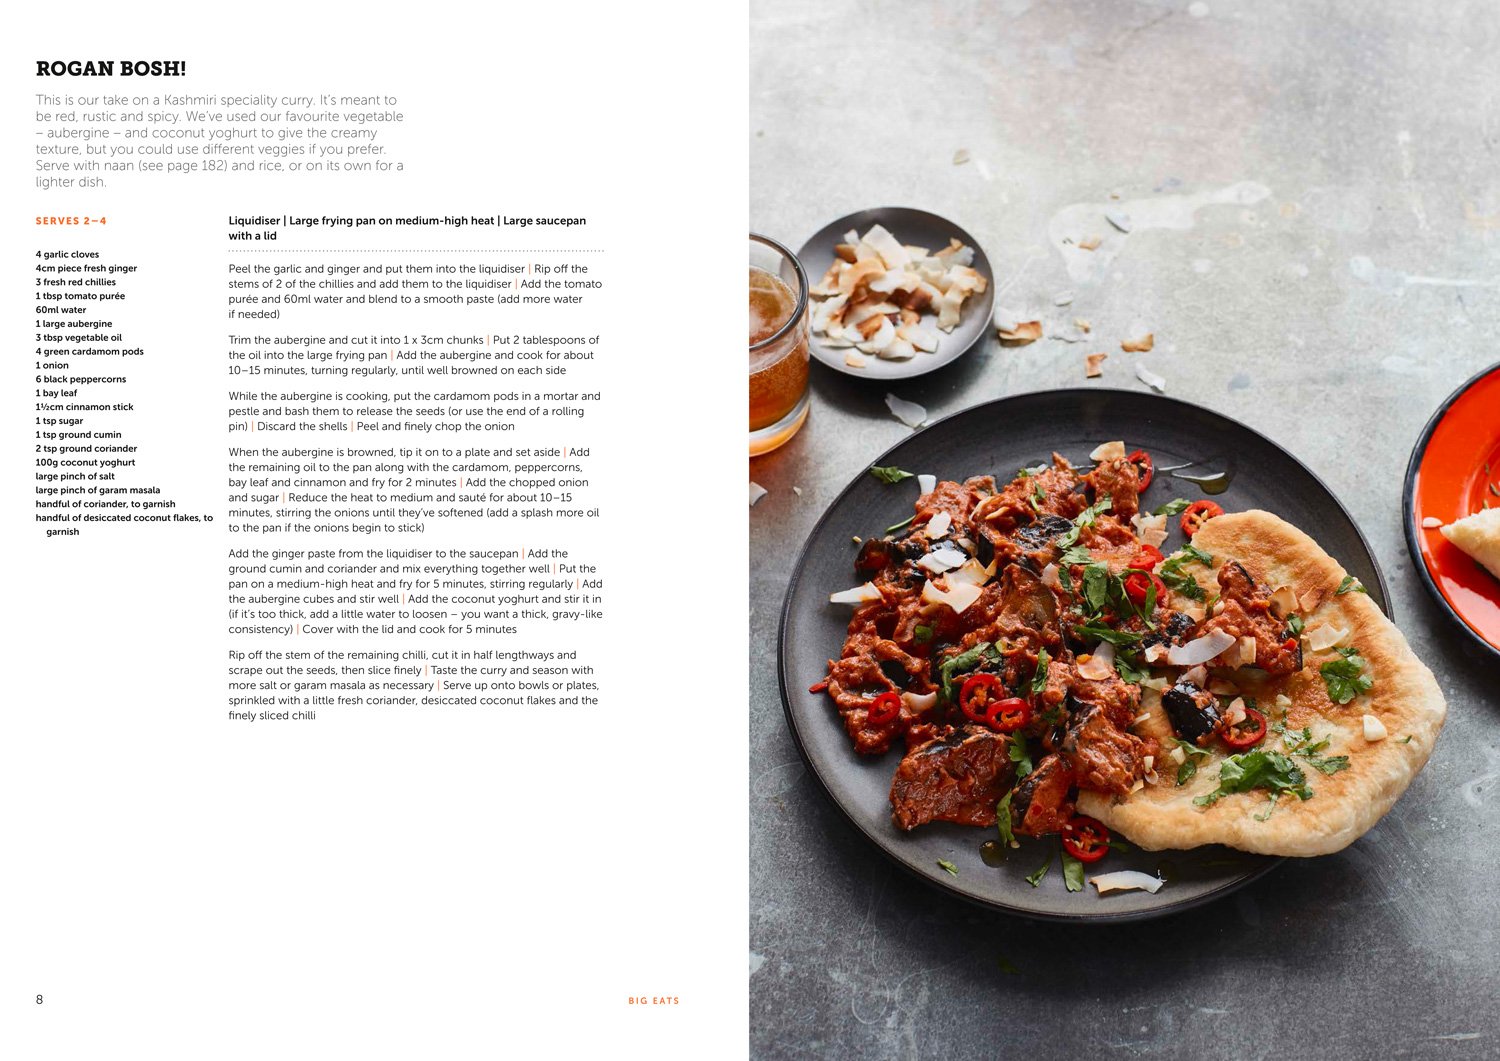 ROGAN BOSH!
This is our take on a Kashmiri speciality curry. It's meant to
be red, rustic and spicy. We've used our favourite vegetable
– aubergine – and coconut yoghurt to give the creamy
texture, but you could use different veggies if you prefer.
Serve with naan (see page 182) and rice, or on its own for a
lighter dish.
SERVES 2–4
4 garlic cloves
4cm piece fresh ginger
3 fresh red chillies
1 tbsp tomato purée
60ml water
1 large aubergine
3 tbsp vegetable oil
4 green cardamom pods
1 onion
6 black peppercorns
1 bay leaf
1½cm cinnamon stick
1 tsp sugar
1 tsp ground cumin
2 tsp ground coriander
100g coconut yoghurt
large pinch of salt
large pinch of garam masala
handful of coriander, to garnish
handful of desiccated coconut flakes, to
garnish
Liquidiser | Large frying pan on medium-high heat | Large saucepan
with a lid
Peel the garlic and ginger and put them into the liquidiser | Rip off the
stems of 2 of the chillies and add them to the liquidiser | Add the tomato
purée and 60ml water and blend to a smooth paste (add more water
if needed)
Trim the aubergine and cut it into 1 x 3cm chunks | Put 2 tablespoons of
the oil into the large frying pan | Add the aubergine and cook for about
10–15 minutes, turning regularly, until well browned on each side
While the aubergine is cooking, put the cardamom pods in a mortar and
pestle and bash them to release the seeds (or use the end of a rolling
pin) | Discard the shells | Peel and finely chop the onion
When the aubergine is browned, tip it on to a plate and set aside | Add
the remaining oil to the pan along with the cardamom, peppercorns,
bay leaf and cinnamon and fry for 2 minutes | Add the chopped onion
and sugar | Reduce the heat to medium and sauté for about 10–15
minutes, stirring the onions until they've softened (add a splash more oil
to the pan if the onions begin to stick)
Add the ginger paste from the liquidiser to the saucepan | Add the
ground cumin and coriander and mix everything together well | Put the
pan on a medium-high heat and fry for 5 minutes, stirring regularly | Add
the aubergine cubes and stir well | Add the coconut yoghurt and stir it in
(if it's too thick, add a little water to loosen – you want a thick, gravy-like
consistency) | Cover with the lid and cook for 5 minutes
Rip off the stem of the remaining chilli, cut it in half lengthways and
scrape out the seeds, then slice finely | Taste the curry and season with
more salt or garam masala as necessary | Serve up onto bowls or plates,
sprinkled with a little fresh coriander, desiccated coconut flakes and the
finely sliced chilli
8
BIG EATS